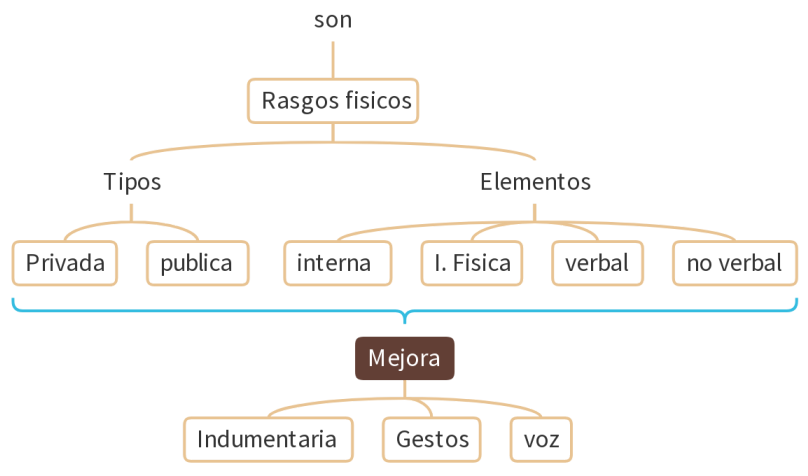 son
Rasgos fisicos
Tipos
Elementos
Privada
publica
interna
I. Fisica
verbal
no verbal
Mejora
Indumentaria
Gestos
voz